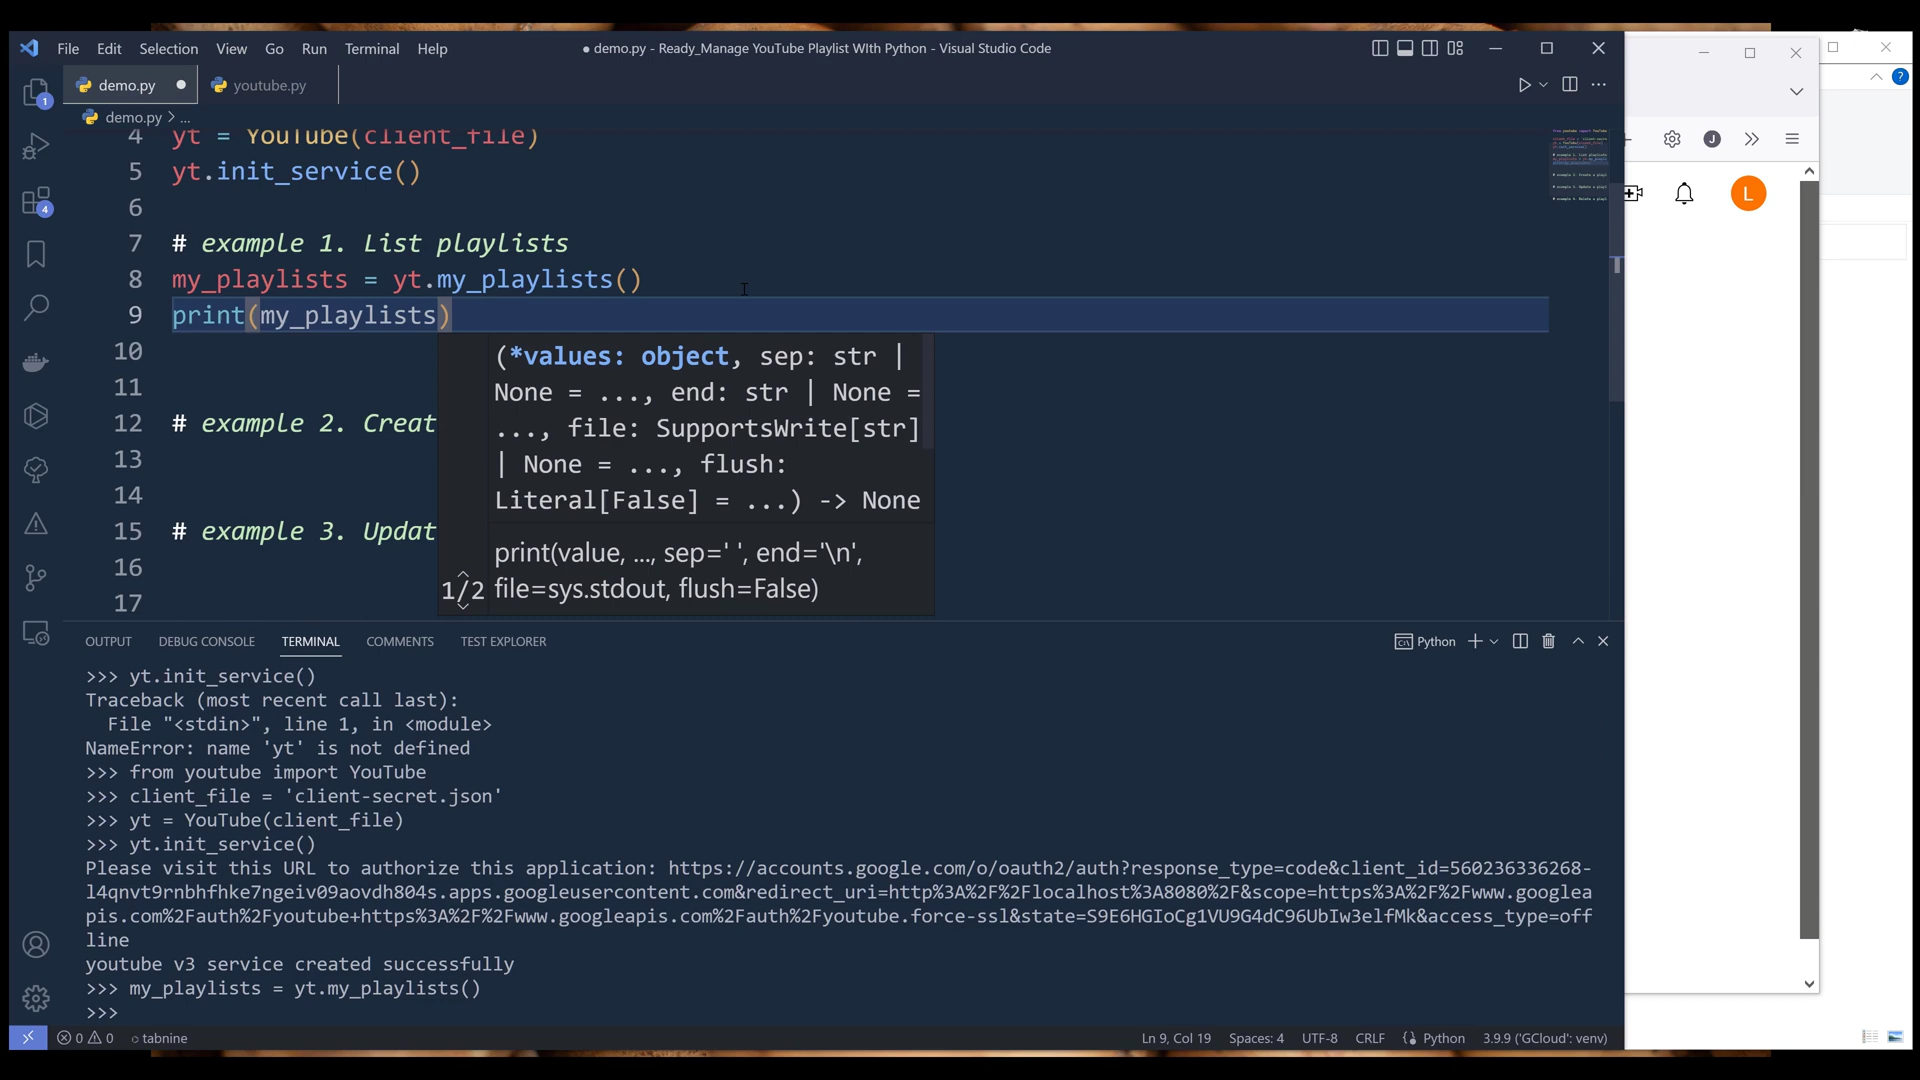 File Edit Selection View Go Run Terminal Help
● demo.py - Ready_Manage YouTube Playlist WIth Python - Visual Studio Code
demo.py ●
youtube.py
demo.py > ...
4 yt = YouTube(client_file)
5 yt.init_service()
6
7 # example 1. List playlists
8 my_playlists = yt.my_playlists()
9 print(my_playlists)
10
11
12 # example 2. Creat
13
14
15 # example 3. Updat
16
17
(*values: object, sep: str |
None = ..., end: str | None =
..., file: SupportsWrite[str]
| None = ..., flush:
Literal[False] = ...) -> None
print(value, ..., sep=' ', end='\n',
file=sys.stdout, flush=False)
1/2
OUTPUT DEBUG CONSOLE TERMINAL COMMENTS TEST EXPLORER
Python
>>> yt.init_service()
Traceback (most recent call last):
File "<stdin>", line 1, in <module>
NameError: name 'yt' is not defined
>>> from youtube import YouTube
>>> client_file = 'client-secret.json'
>>> yt = YouTube(client_file)
>>> yt.init_service()
Please visit this URL to authorize this application: https://accounts.google.com/o/oauth2/auth?response_type=code&client_id=560236336268-
l4qnvt9rnbhfhke7ngeiv09aovdh804s.apps.googleusercontent.com&redirect_uri=http%3A%2F%2Flocalhost%3A8080%2F&scope=https%3A%2F%2Fwww.googlea
pis.com%2Fauth%2Fyoutube+https%3A%2F%2Fwww.googleapis.com%2Fauth%2Fyoutube.force-ssl&state=S9E6HGIoCg1VU9G4dC96UbIw3elfMk&access_type=off
line
youtube v3 service created successfully
>>> my_playlists = yt.my_playlists()
>>>
0 0 tabnine
Ln 9, Col 19 Spaces: 4 UTF-8 CRLF Python 3.9.9 ('GCloud': venv)
1
4
J
L
?